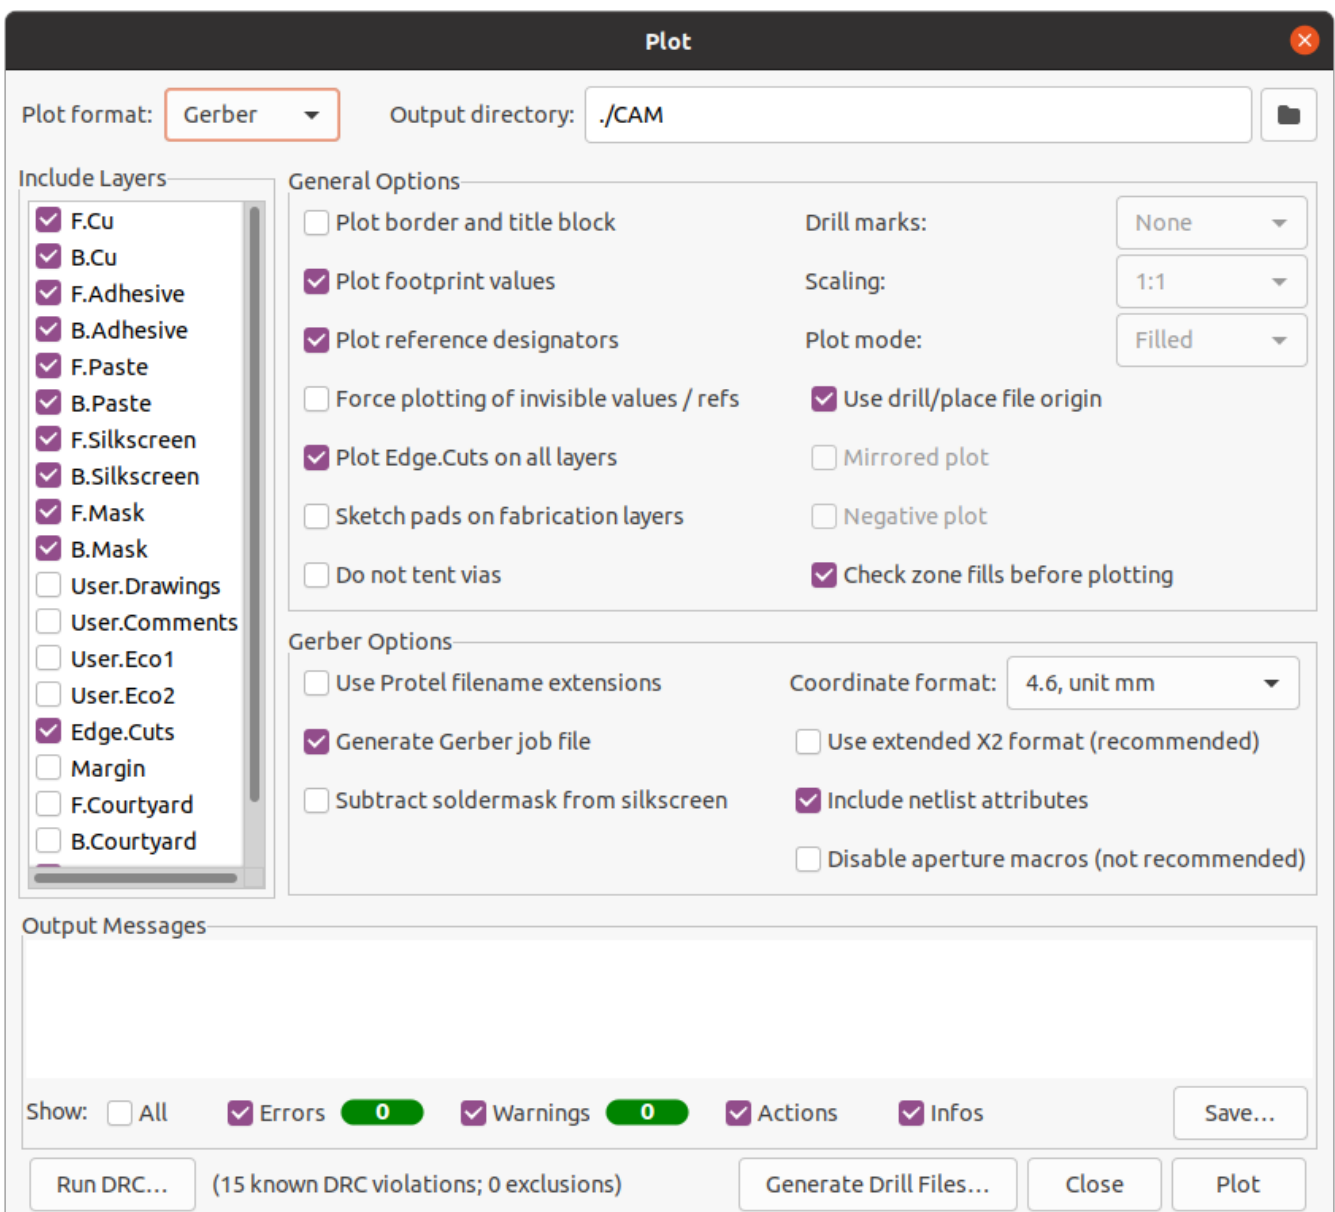 Plot
Plot format: Gerber Output directory: ./CAM
Include Layers
F.Cu
B.Cu
F.Adhesive
B.Adhesive
F.Paste
B.Paste
F.Silkscreen
B.Silkscreen
F.Mask
B.Mask
User.Drawings
User.Comments
User.Eco1
User.Eco2
Edge.Cuts
Margin
F.Courtyard
B.Courtyard
General Options
Plot border and title block Drill marks: None
Plot footprint values Scaling: 1:1
Plot reference designators Plot mode: Filled
Force plotting of invisible values / refs Use drill/place file origin
Plot Edge.Cuts on all layers Mirrored plot
Sketch pads on fabrication layers Negative plot
Do not tent vias Check zone fills before plotting
Gerber Options
Use Protel filename extensions Coordinate format: 4.6, unit mm
Generate Gerber job file Use extended X2 format (recommended)
Subtract soldermask from silkscreen Include netlist attributes
Disable aperture macros (not recommended)
Output Messages
Show: All Errors 0 Warnings 0 Actions Infos Save...
Run DRC... (15 known DRC violations; 0 exclusions) Generate Drill Files... Close Plot